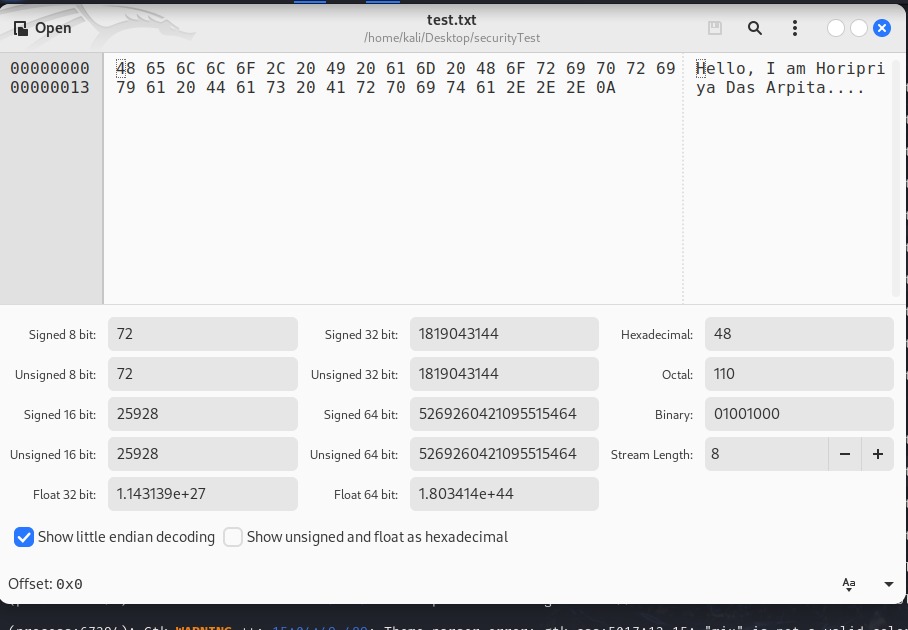 Open
test.txt
/home/kali/Desktop/securityTest
00000000 48 65 6C 6C 6F 2C 20 49 20 61 6D 20 48 6F 72 69 70 72 69 Hello, I am Horipri
00000013 79 61 20 44 61 73 20 41 72 70 69 74 61 2E 2E 2E 0A ya Das Arpita....
Signed 8 bit: 72 Signed 32 bit: 1819043144 Hexadecimal: 48
Unsigned 8 bit: 72 Unsigned 32 bit: 1819043144 Octal: 110
Signed 16 bit: 25928 Signed 64 bit: 5269260421095515464 Binary: 01001000
Unsigned 16 bit: 25928 Unsigned 64 bit: 5269260421095515464 Stream Length: 8 − +
Float 32 bit: 1.143139e+27 Float 64 bit: 1.803414e+44
Show little endian decoding Show unsigned and float as hexadecimal
Offset: 0x0 Aa